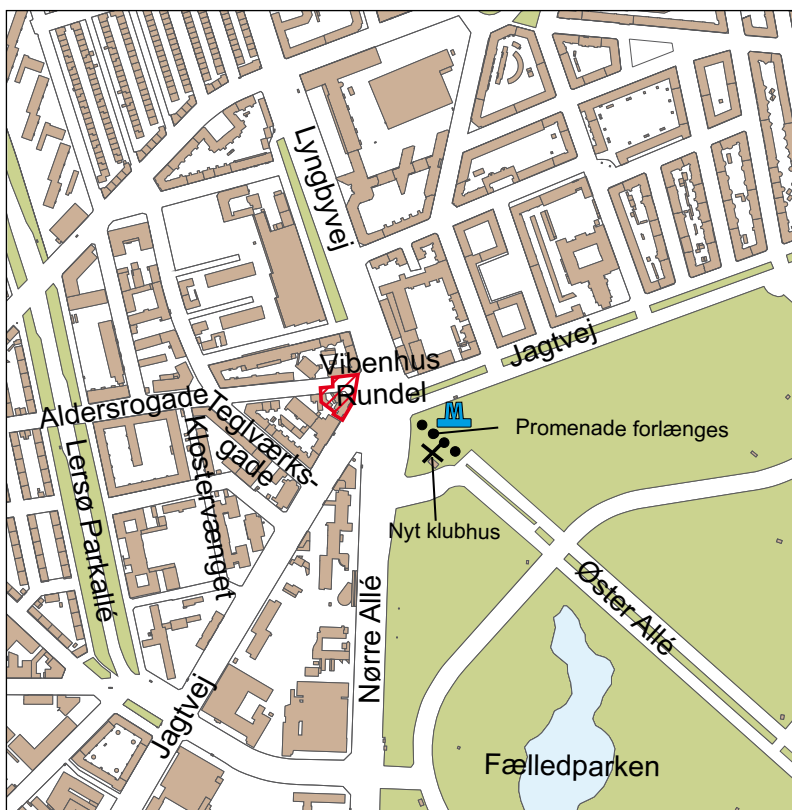 Lyngbyvej
Vibenhus
Rundel
Jagtvej
Aldersrogade
Teglværks-
gade
Klostervænget
Lersø Parkallé
M
Promenade forlænges
Nyt klubhus
Øster Allé
Nørre Allé
Jagtvej
Fælledparken